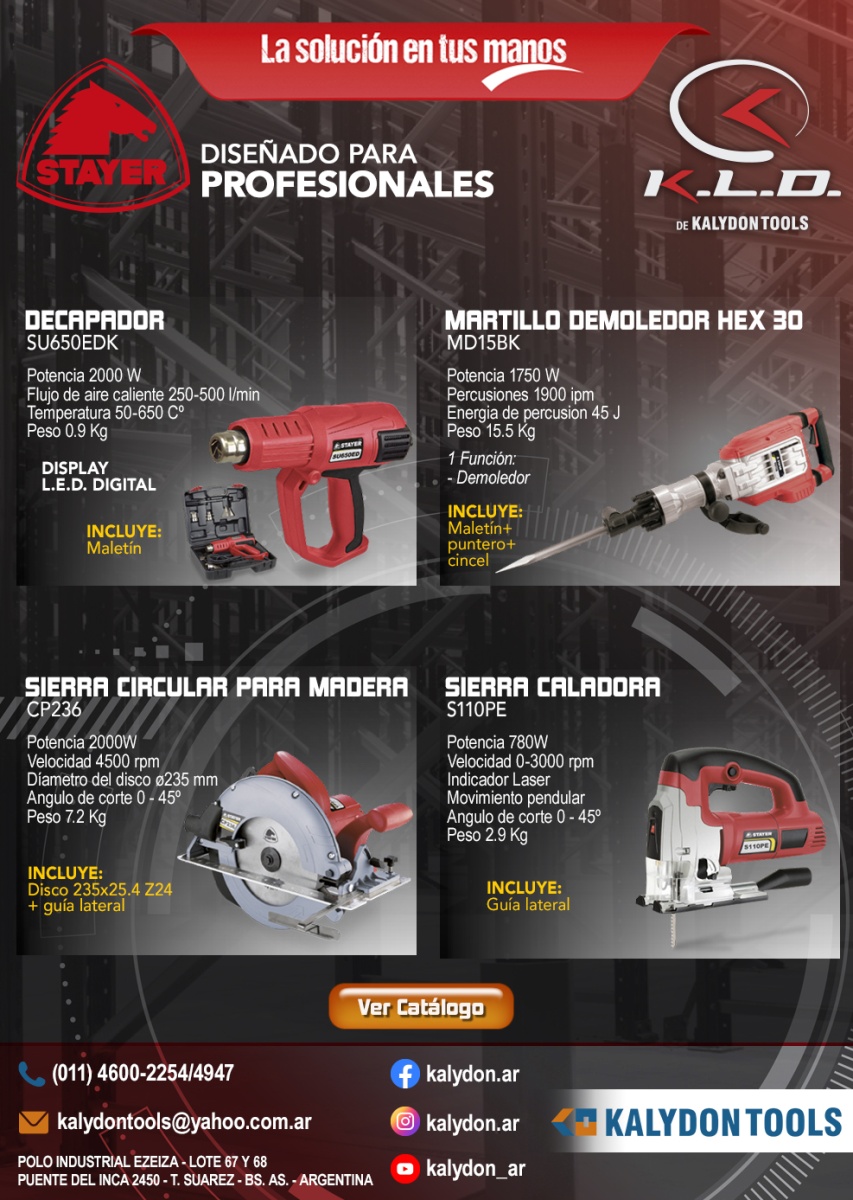 La solución en tus manos
STAYER
DISEÑADO PARA
PROFESIONALES
K.L.D.
DE KALYDON TOOLS
DECAPADOR
SU650EDK
Potencia 2000 W
Flujo de aire caliente 250-500 l/min
Temperatura 50-650 Cº
Peso 0.9 Kg
DISPLAY
L.E.D. DIGITAL
INCLUYE:
Maletín
STAYER
SU650ED
MARTILLO DEMOLEDOR HEX 30
MD15BK
Potencia 1750 W
Percusiones 1900 ipm
Energia de percusion 45 J
Peso 15.5 Kg
1 Función:
- Demoledor
INCLUYE:
Maletín+
puntero+
cincel
SIERRA CIRCULAR PARA MADERA
CP236
Potencia 2000W
Velocidad 4500 rpm
Diametro del disco ø235 mm
Angulo de corte 0 - 45º
Peso 7.2 Kg
INCLUYE:
Disco 235x25.4 Z24
+ guía lateral
STAYER
SIERRA CALADORA
S110PE
Potencia 780W
Velocidad 0-3000 rpm
Indicador Laser
Movimiento pendular
Angulo de corte 0 - 45º
Peso 2.9 Kg
INCLUYE:
Guía lateral
STAYER
S110PE
Ver Catálogo
(011) 4600-2254/4947
kalydontools@yahoo.com.ar
POLO INDUSTRIAL EZEIZA - LOTE 67 Y 68
PUENTE DEL INCA 2450 - T. SUAREZ - BS. AS. - ARGENTINA
kalydon.ar
kalydon.ar
kalydon_ar
KALYDON TOOLS